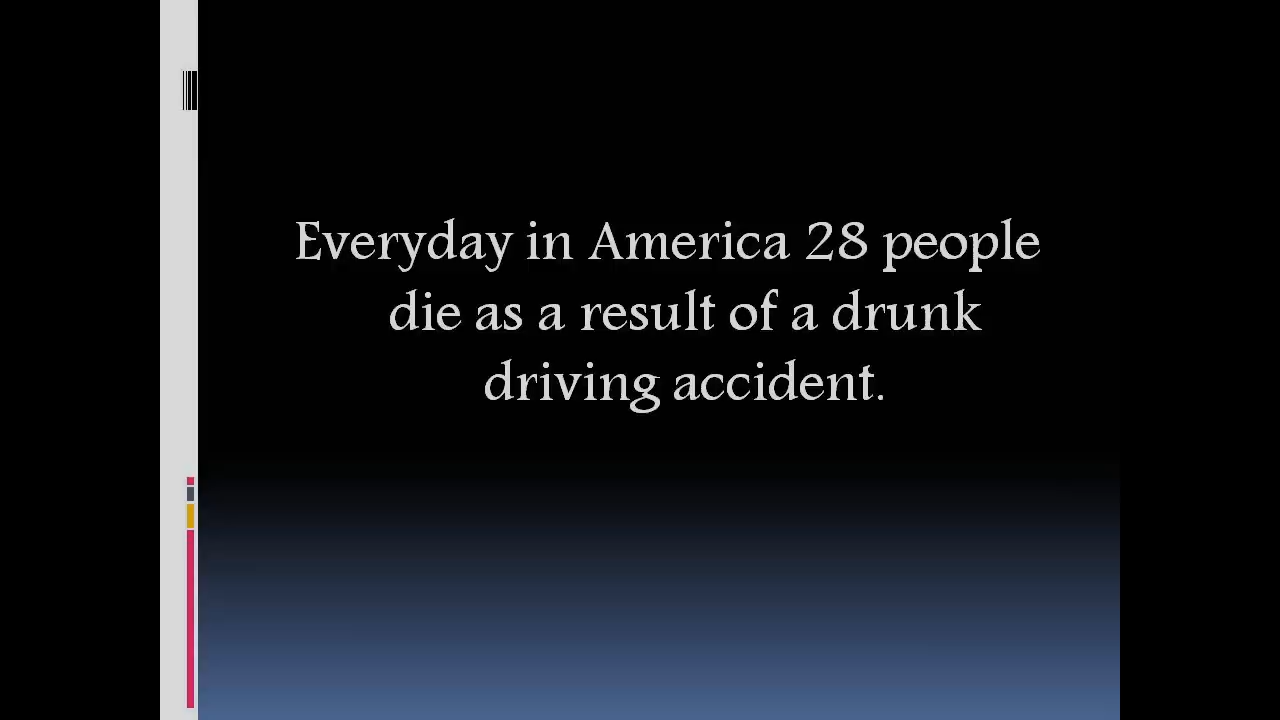 Everyday in America 28 people
die as a result of a drunk
driving accident.